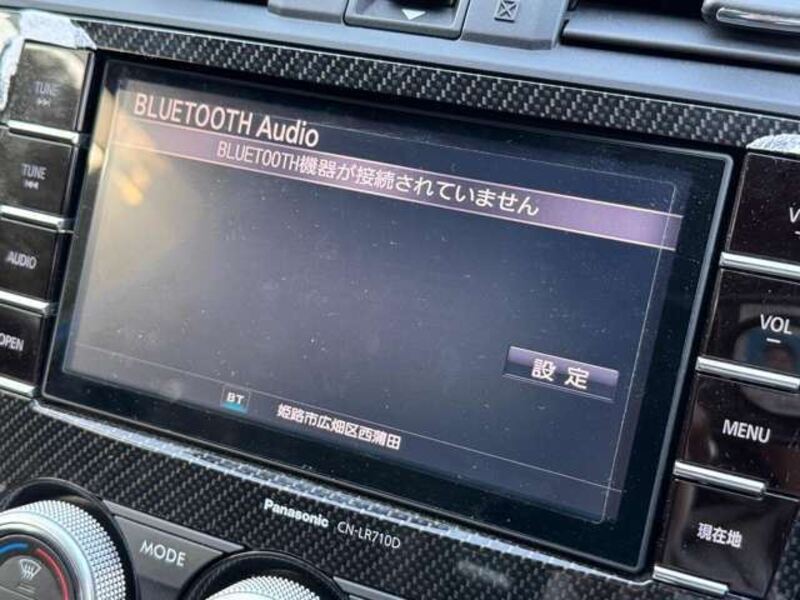 TUNE
TUNE
AUDIO
OPEN
BLUETOOTH Audio
BLUETOOTH機器が接続されていません
設定
BT
姫路市広畑区西蒲田
Panasonic CN-LR710D
VOL
MENU
現在地
MODE